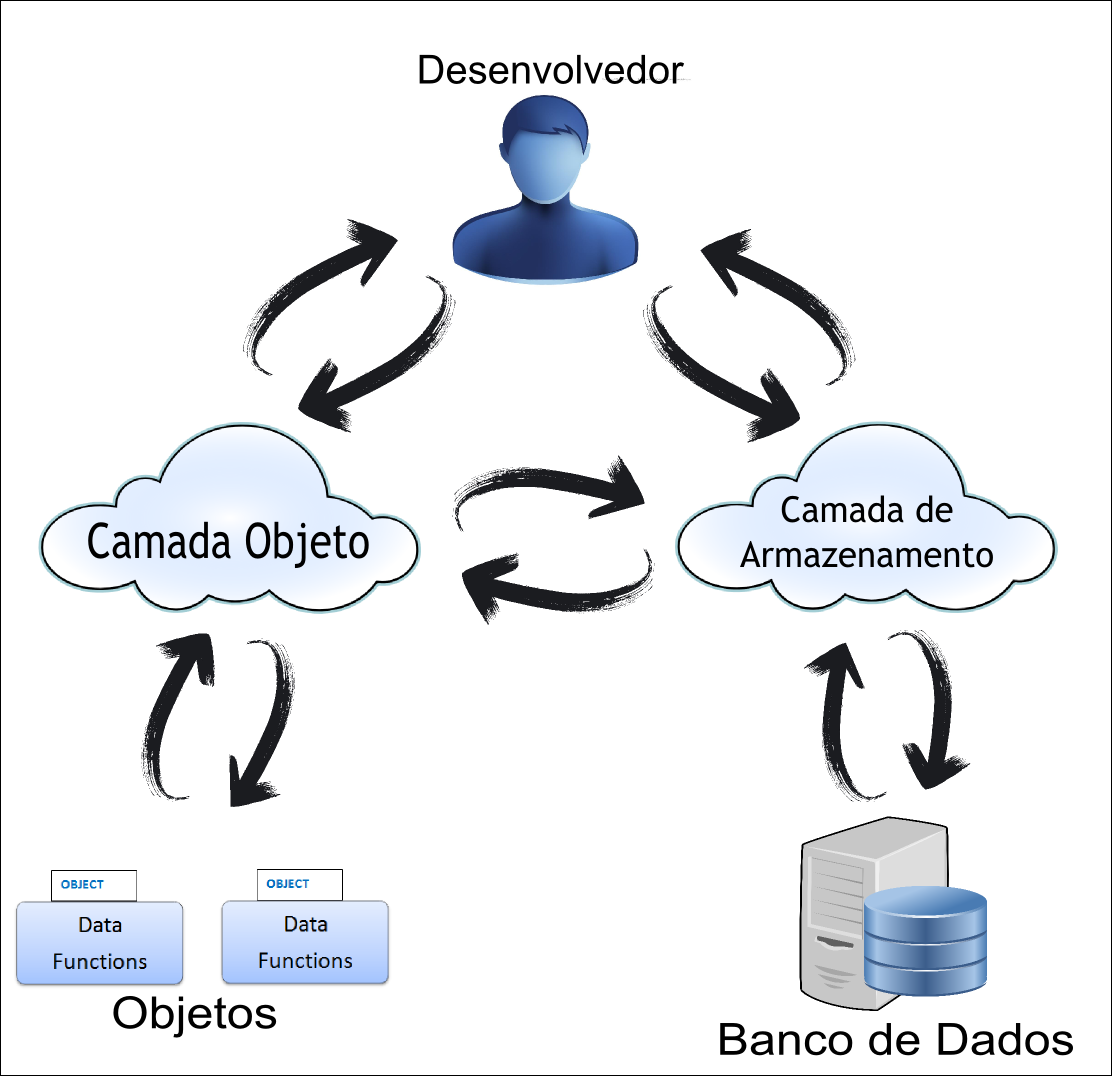 Desenvolvedor
Camada Objeto
Camada de
Armazenamento
OBJECT
Data
Functions
OBJECT
Data
Functions
Objetos
Banco de Dados